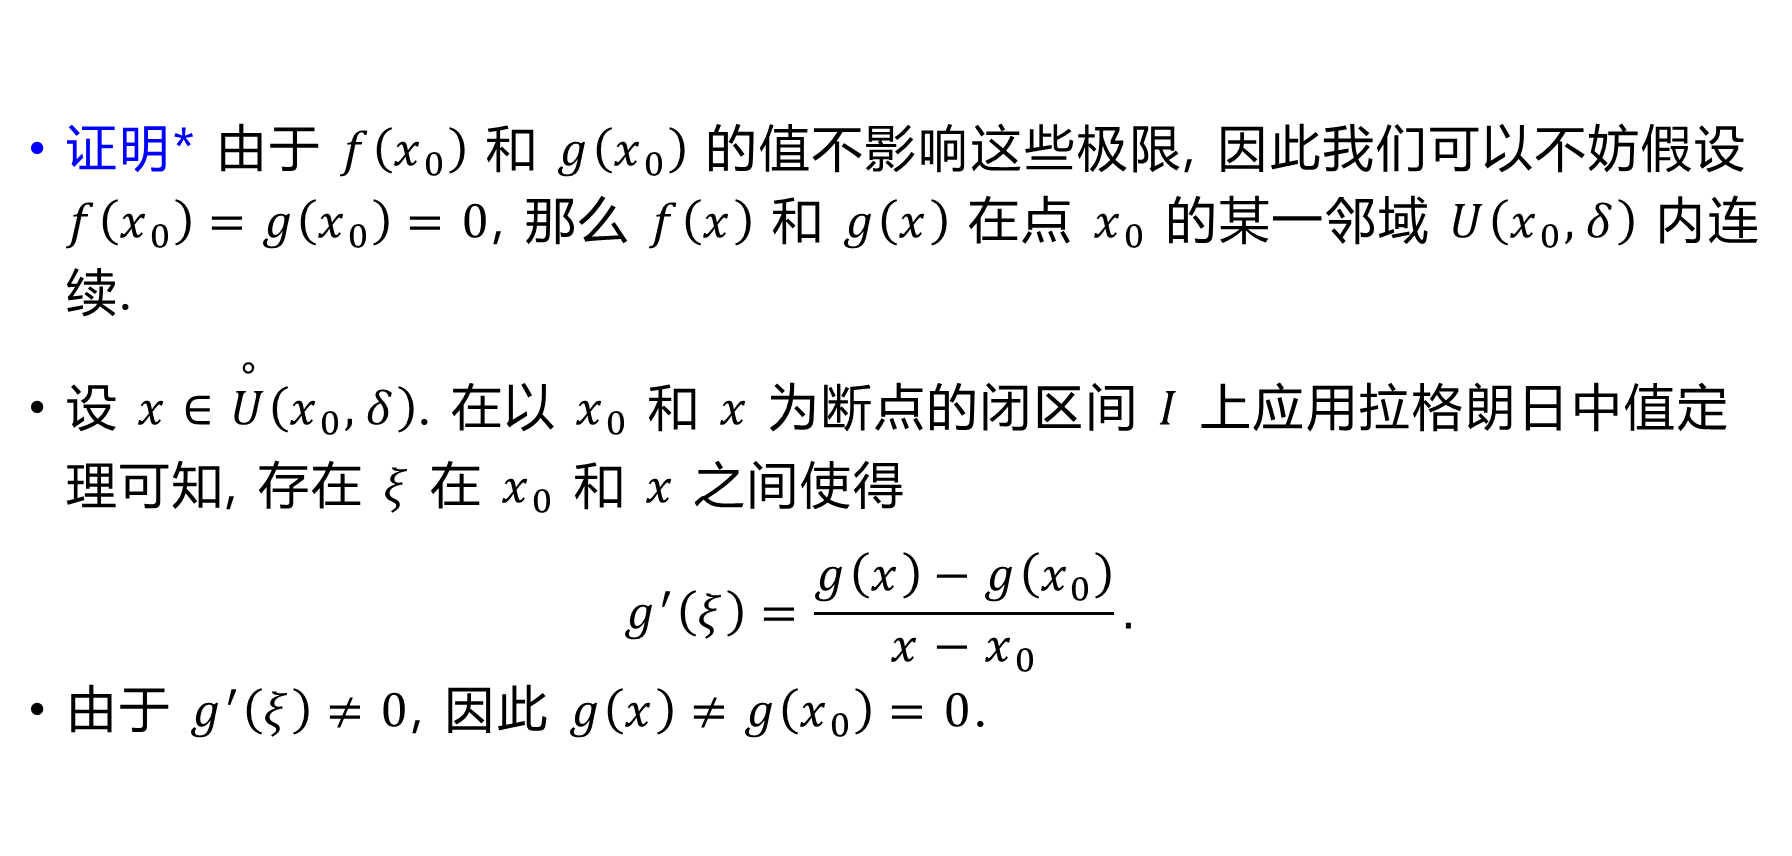 • 证明* 由于 f(x₀) 和 g(x₀) 的值不影响这些极限, 因此我们可以不妨假设
f(x₀) = g(x₀) = 0, 那么 f(x) 和 g(x) 在点 x₀ 的某一邻域 U(x₀, δ) 内连
续.
• 设 x ∈ Ů(x₀, δ). 在以 x₀ 和 x 为断点的闭区间 I 上应用拉格朗日中值定
理可知, 存在 ξ 在 x₀ 和 x 之间使得
g′(ξ) = (g(x) − g(x₀))/(x − x₀).
• 由于 g′(ξ) ≠ 0, 因此 g(x) ≠ g(x₀) = 0.